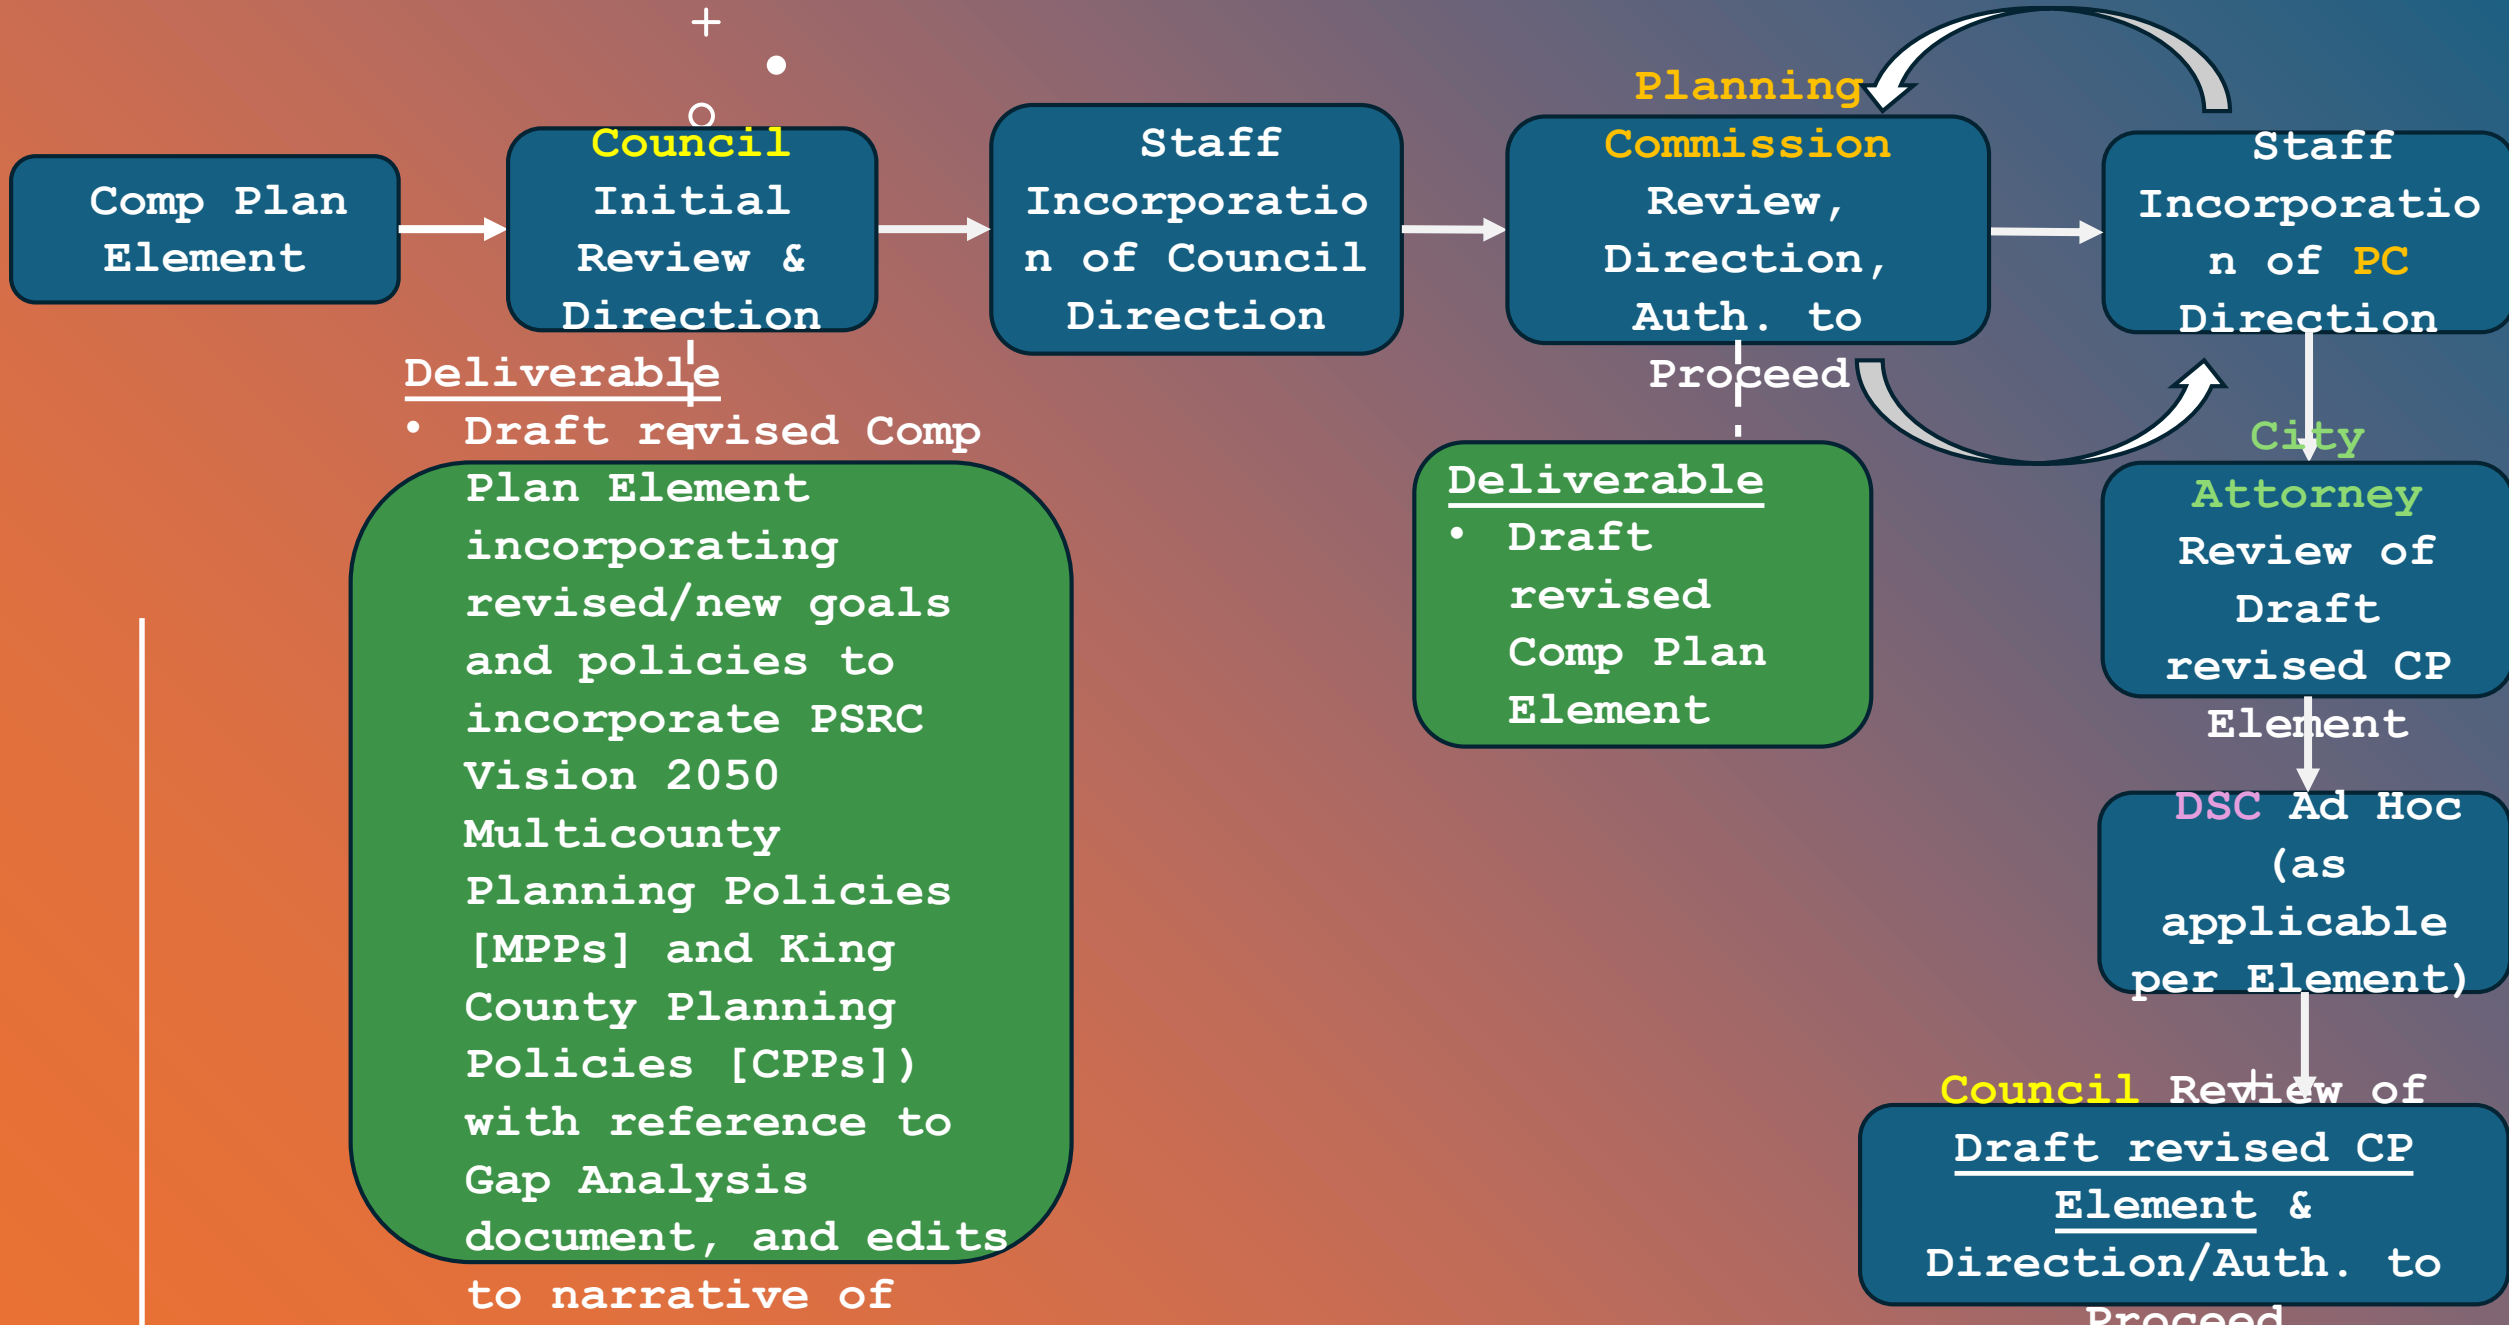 Comp Plan
Element
Council
Initial
Review &
Direction
Staff
Incorporatio
n of Council
Direction
Planning
Commission
Review,
Direction,
Auth. to
Proceed
Staff
Incorporatio
n of PC
Direction
Deliverable
• Draft revised Comp
Plan Element
incorporating
revised/new goals
and policies to
incorporate PSRC
Vision 2050
Multicounty
Planning Policies
[MPPs] and King
County Planning
Policies [CPPs])
with reference to
Gap Analysis
document, and edits
to narrative of
Deliverable
• Draft
revised
Comp Plan
Element
City
Attorney
Review of
Draft
revised CP
Element
DSC Ad Hoc
(as
applicable
per Element)
Council Review of
Draft revised CP
Element &
Direction/Auth. to
Proceed